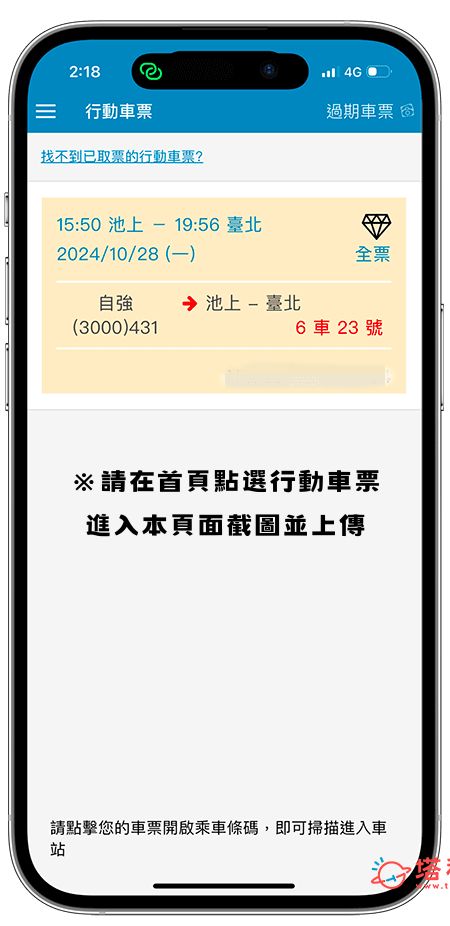 2:18
4G
行動車票
過期車票
找不到已取票的行動車票?
15:50 池上 － 19:56 臺北
2024/10/28 (一)
全票
自強
➔ 池上 – 臺北
(3000)431
6 車 23 號
※請在首頁點選行動車票
進入本頁面截圖並上傳
請點擊您的車票開啟乘車條碼，即可掃描進入車
站